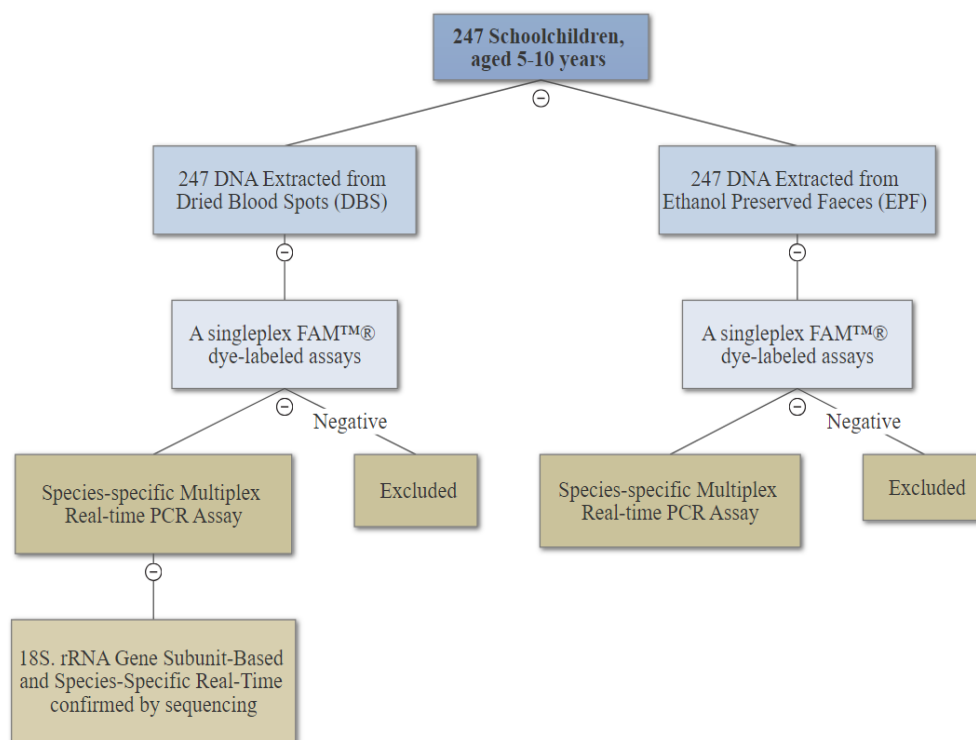 247 Schoolchildren,
aged 5-10 years
247 DNA Extracted from
Dried Blood Spots (DBS)
247 DNA Extracted from
Ethanol Preserved Faeces (EPF)
A singleplex FAM™®
dye-labeled assays
A singleplex FAM™®
dye-labeled assays
Negative
Negative
Species-specific Multiplex
Real-time PCR Assay
Excluded
Species-specific Multiplex
Real-time PCR Assay
Excluded
18S. rRNA Gene Subunit-Based
and Species-Specific Real-Time
confirmed by sequencing